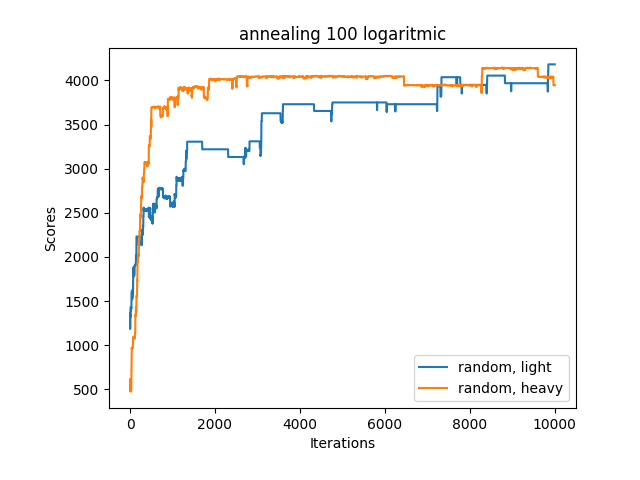 annealing 100 logaritmic
Scores
4000
3500
3000
2500
2000
1500
1000
500
0 2000 4000 6000 8000 10000
Iterations
random, light
random, heavy